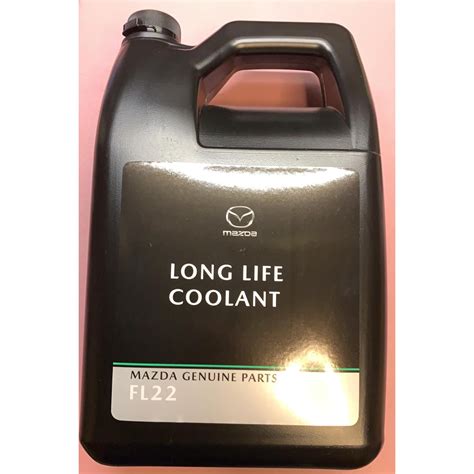 mazda
LONG LIFE
COOLANT
MAZDA GENUINE PARTS
FL22